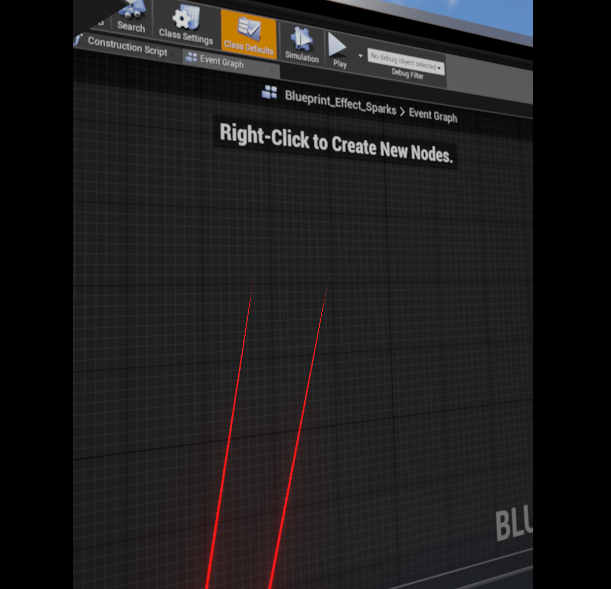 Search
Class Settings
Class Defaults
Simulation
Play
No debug object selected
Debug Filter
Construction Script
Event Graph
Blueprint_Effect_Sparks > Event Graph
Right-Click to Create New Nodes.
BLU